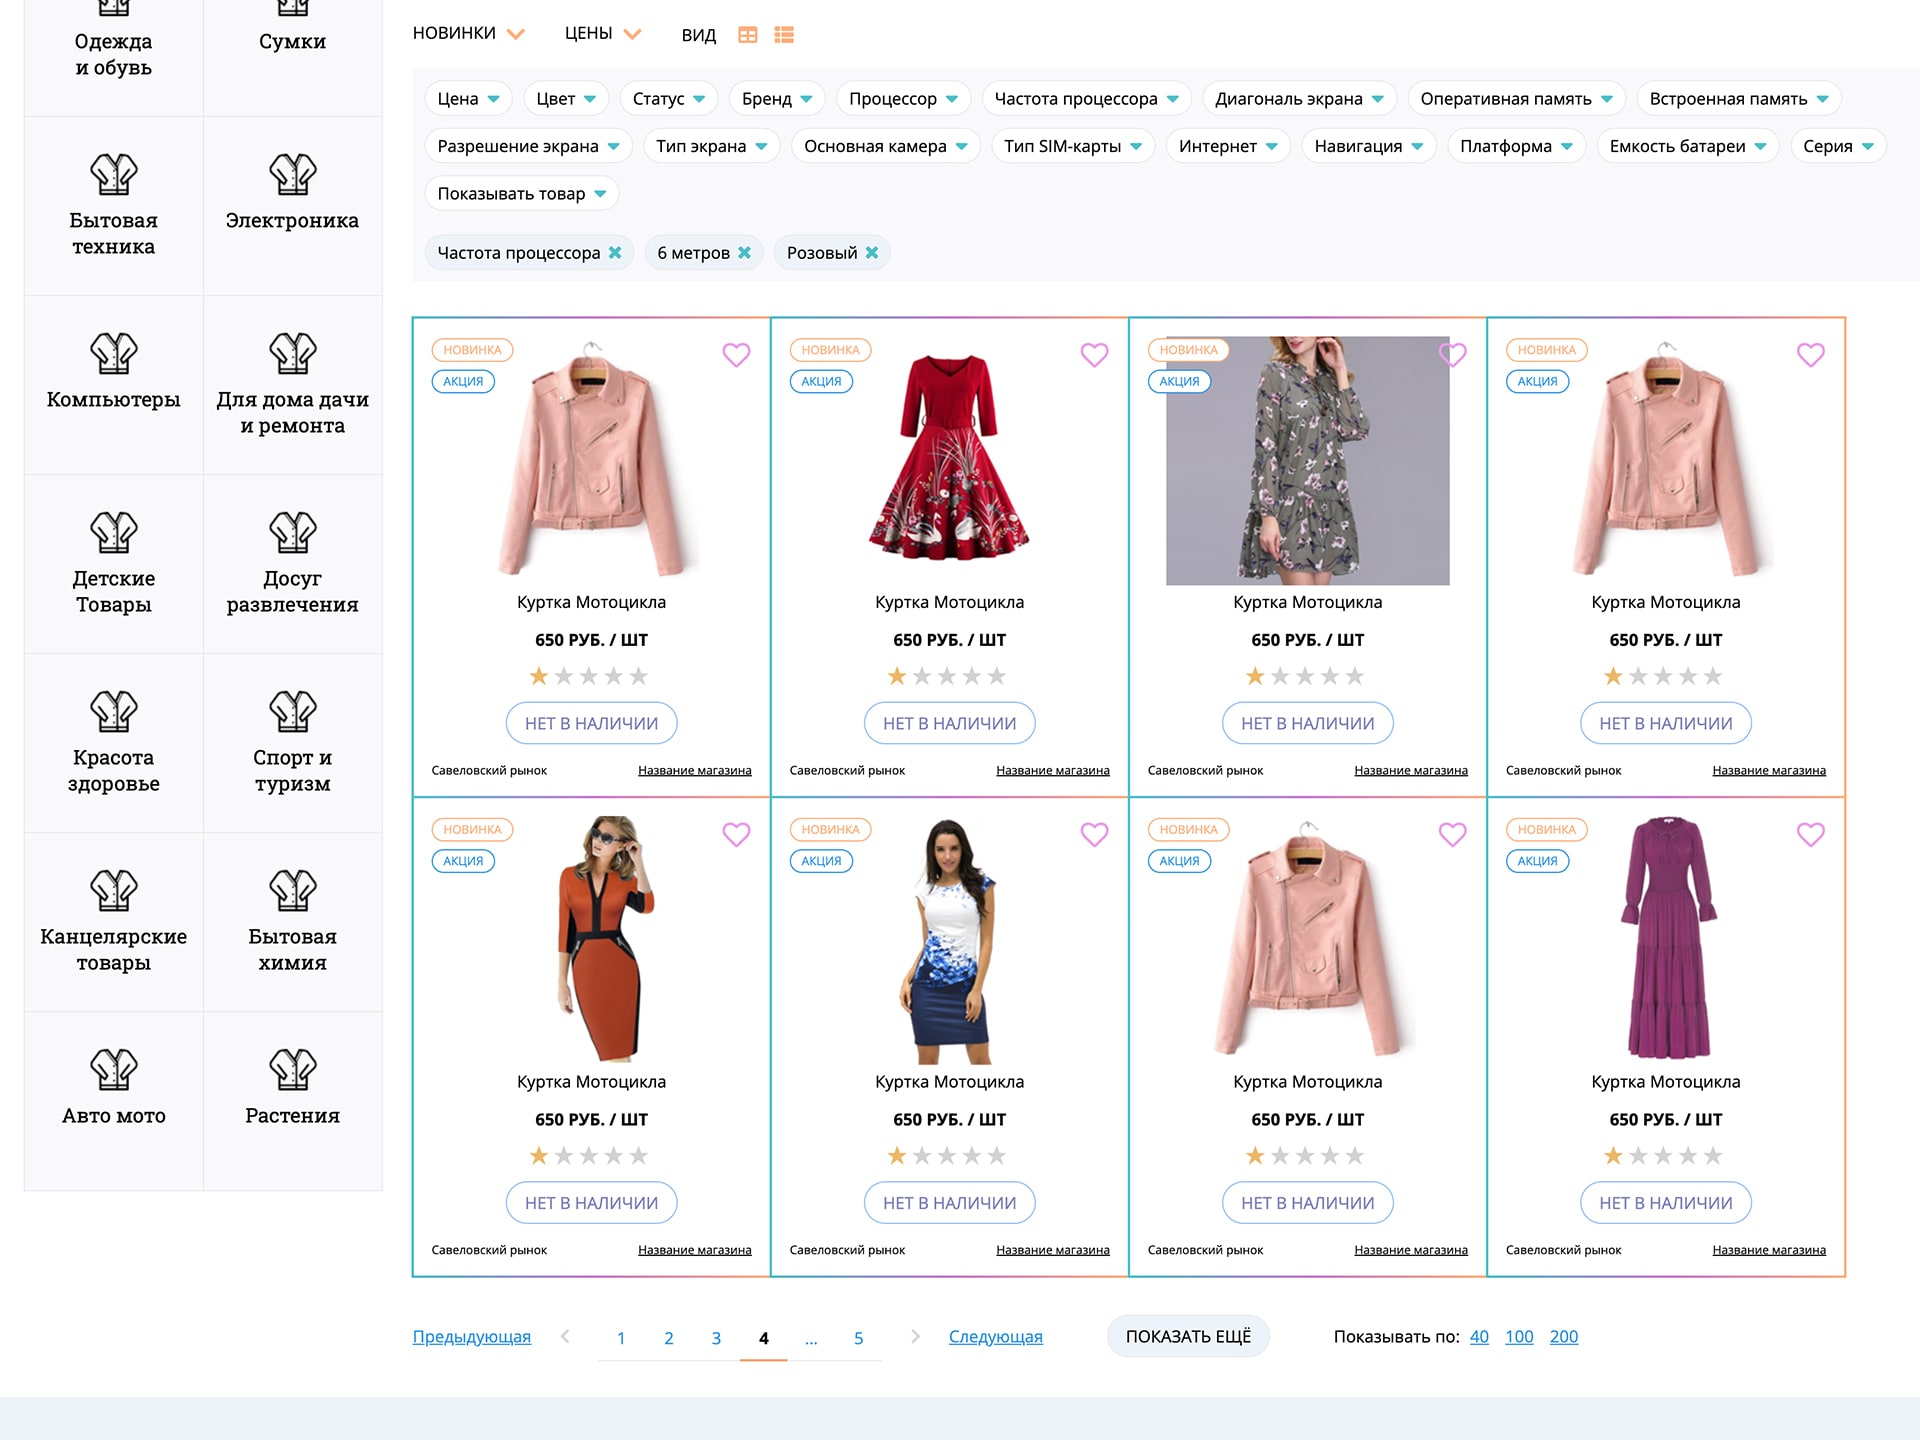 Одежда
и обувь
Сумки
Бытовая
техника
Электроника
Компьютеры
Для дома дачи
и ремонта
Детские
Товары
Досуг
развлечения
Красота
здоровье
Спорт и
туризм
Канцелярские
товары
Бытовая
химия
Авто мото
Растения
НОВИНКИ ЦЕНЫ ВИД
Цена Цвет Статус Бренд Процессор Частота процессора Диагональ экрана Оперативная память Встроенная память
Разрешение экрана Тип экрана Основная камера Тип SIM-карты Интернет Навигация Платформа Емкость батареи Серия
Показывать товар
Частота процессора 6 метров Розовый
НОВИНКА
АКЦИЯ
Куртка Мотоцикла
650 РУБ. / ШТ
НЕТ В НАЛИЧИИ
Савеловский рынок Название магазина
НОВИНКА
АКЦИЯ
Куртка Мотоцикла
650 РУБ. / ШТ
НЕТ В НАЛИЧИИ
Савеловский рынок Название магазина
НОВИНКА
АКЦИЯ
Куртка Мотоцикла
650 РУБ. / ШТ
НЕТ В НАЛИЧИИ
Савеловский рынок Название магазина
НОВИНКА
АКЦИЯ
Куртка Мотоцикла
650 РУБ. / ШТ
НЕТ В НАЛИЧИИ
Савеловский рынок Название магазина
НОВИНКА
АКЦИЯ
Куртка Мотоцикла
650 РУБ. / ШТ
НЕТ В НАЛИЧИИ
Савеловский рынок Название магазина
НОВИНКА
АКЦИЯ
Куртка Мотоцикла
650 РУБ. / ШТ
НЕТ В НАЛИЧИИ
Савеловский рынок Название магазина
НОВИНКА
АКЦИЯ
Куртка Мотоцикла
650 РУБ. / ШТ
НЕТ В НАЛИЧИИ
Савеловский рынок Название магазина
НОВИНКА
АКЦИЯ
Куртка Мотоцикла
650 РУБ. / ШТ
НЕТ В НАЛИЧИИ
Савеловский рынок Название магазина
Предыдущая 1 2 3 4 ... 5 Следующая ПОКАЗАТЬ ЕЩЁ Показывать по: 40 100 200